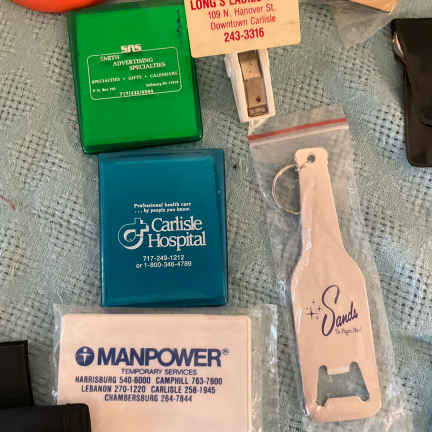 LONG'S LADIES
109 N. Hanover St.
Downtown Carlisle
243-3316
SAS
SMITH
ADVERTISING
SPECIALTIES
SPECIALTIES • GIFTS • CALENDARS
Professional health care
... by people you know.
Carlisle
Hospital
717-249-1212
or 1-800-346-4789
Sands
MANPOWER®
TEMPORARY SERVICES
HARRISBURG 540-6000 CAMPHILL 763-7800
LEBANON 270-1220 CARLISLE 258-1945
CHAMBERSBURG 264-7844